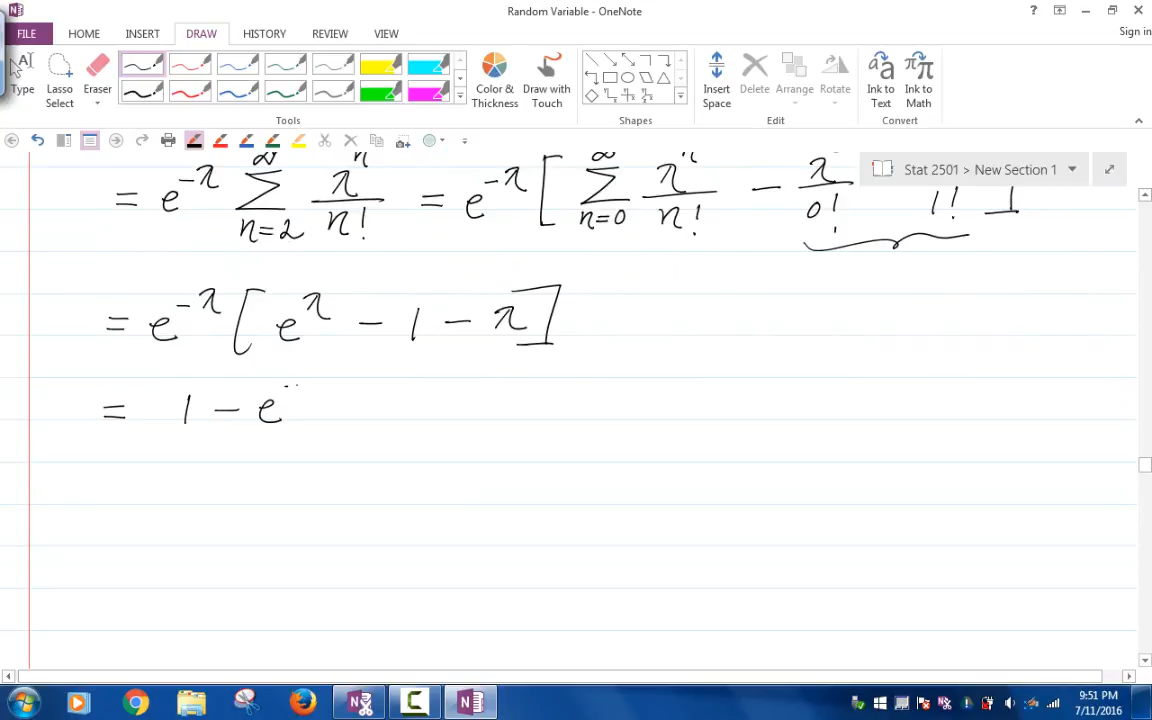 Random Variable - OneNote
Sign in
FILE HOME INSERT DRAW HISTORY REVIEW VIEW
Type
Lasso Select
Eraser
Color & Thickness
Draw with Touch
Insert Space
Delete
Arrange
Rotate
Ink to Text
Ink to Math
Tools
Shapes
Edit
Convert
Stat 2501 > New Section 1
= e^-λ ∑ n=2 ∞ λ^n / n! = e^-λ [ ∑ n=0 ∞ λ^n / n! - λ / 0! 1! ]
= e^-λ [ e^λ - 1 - λ ]
= 1 - e
9:51 PM
7/11/2016